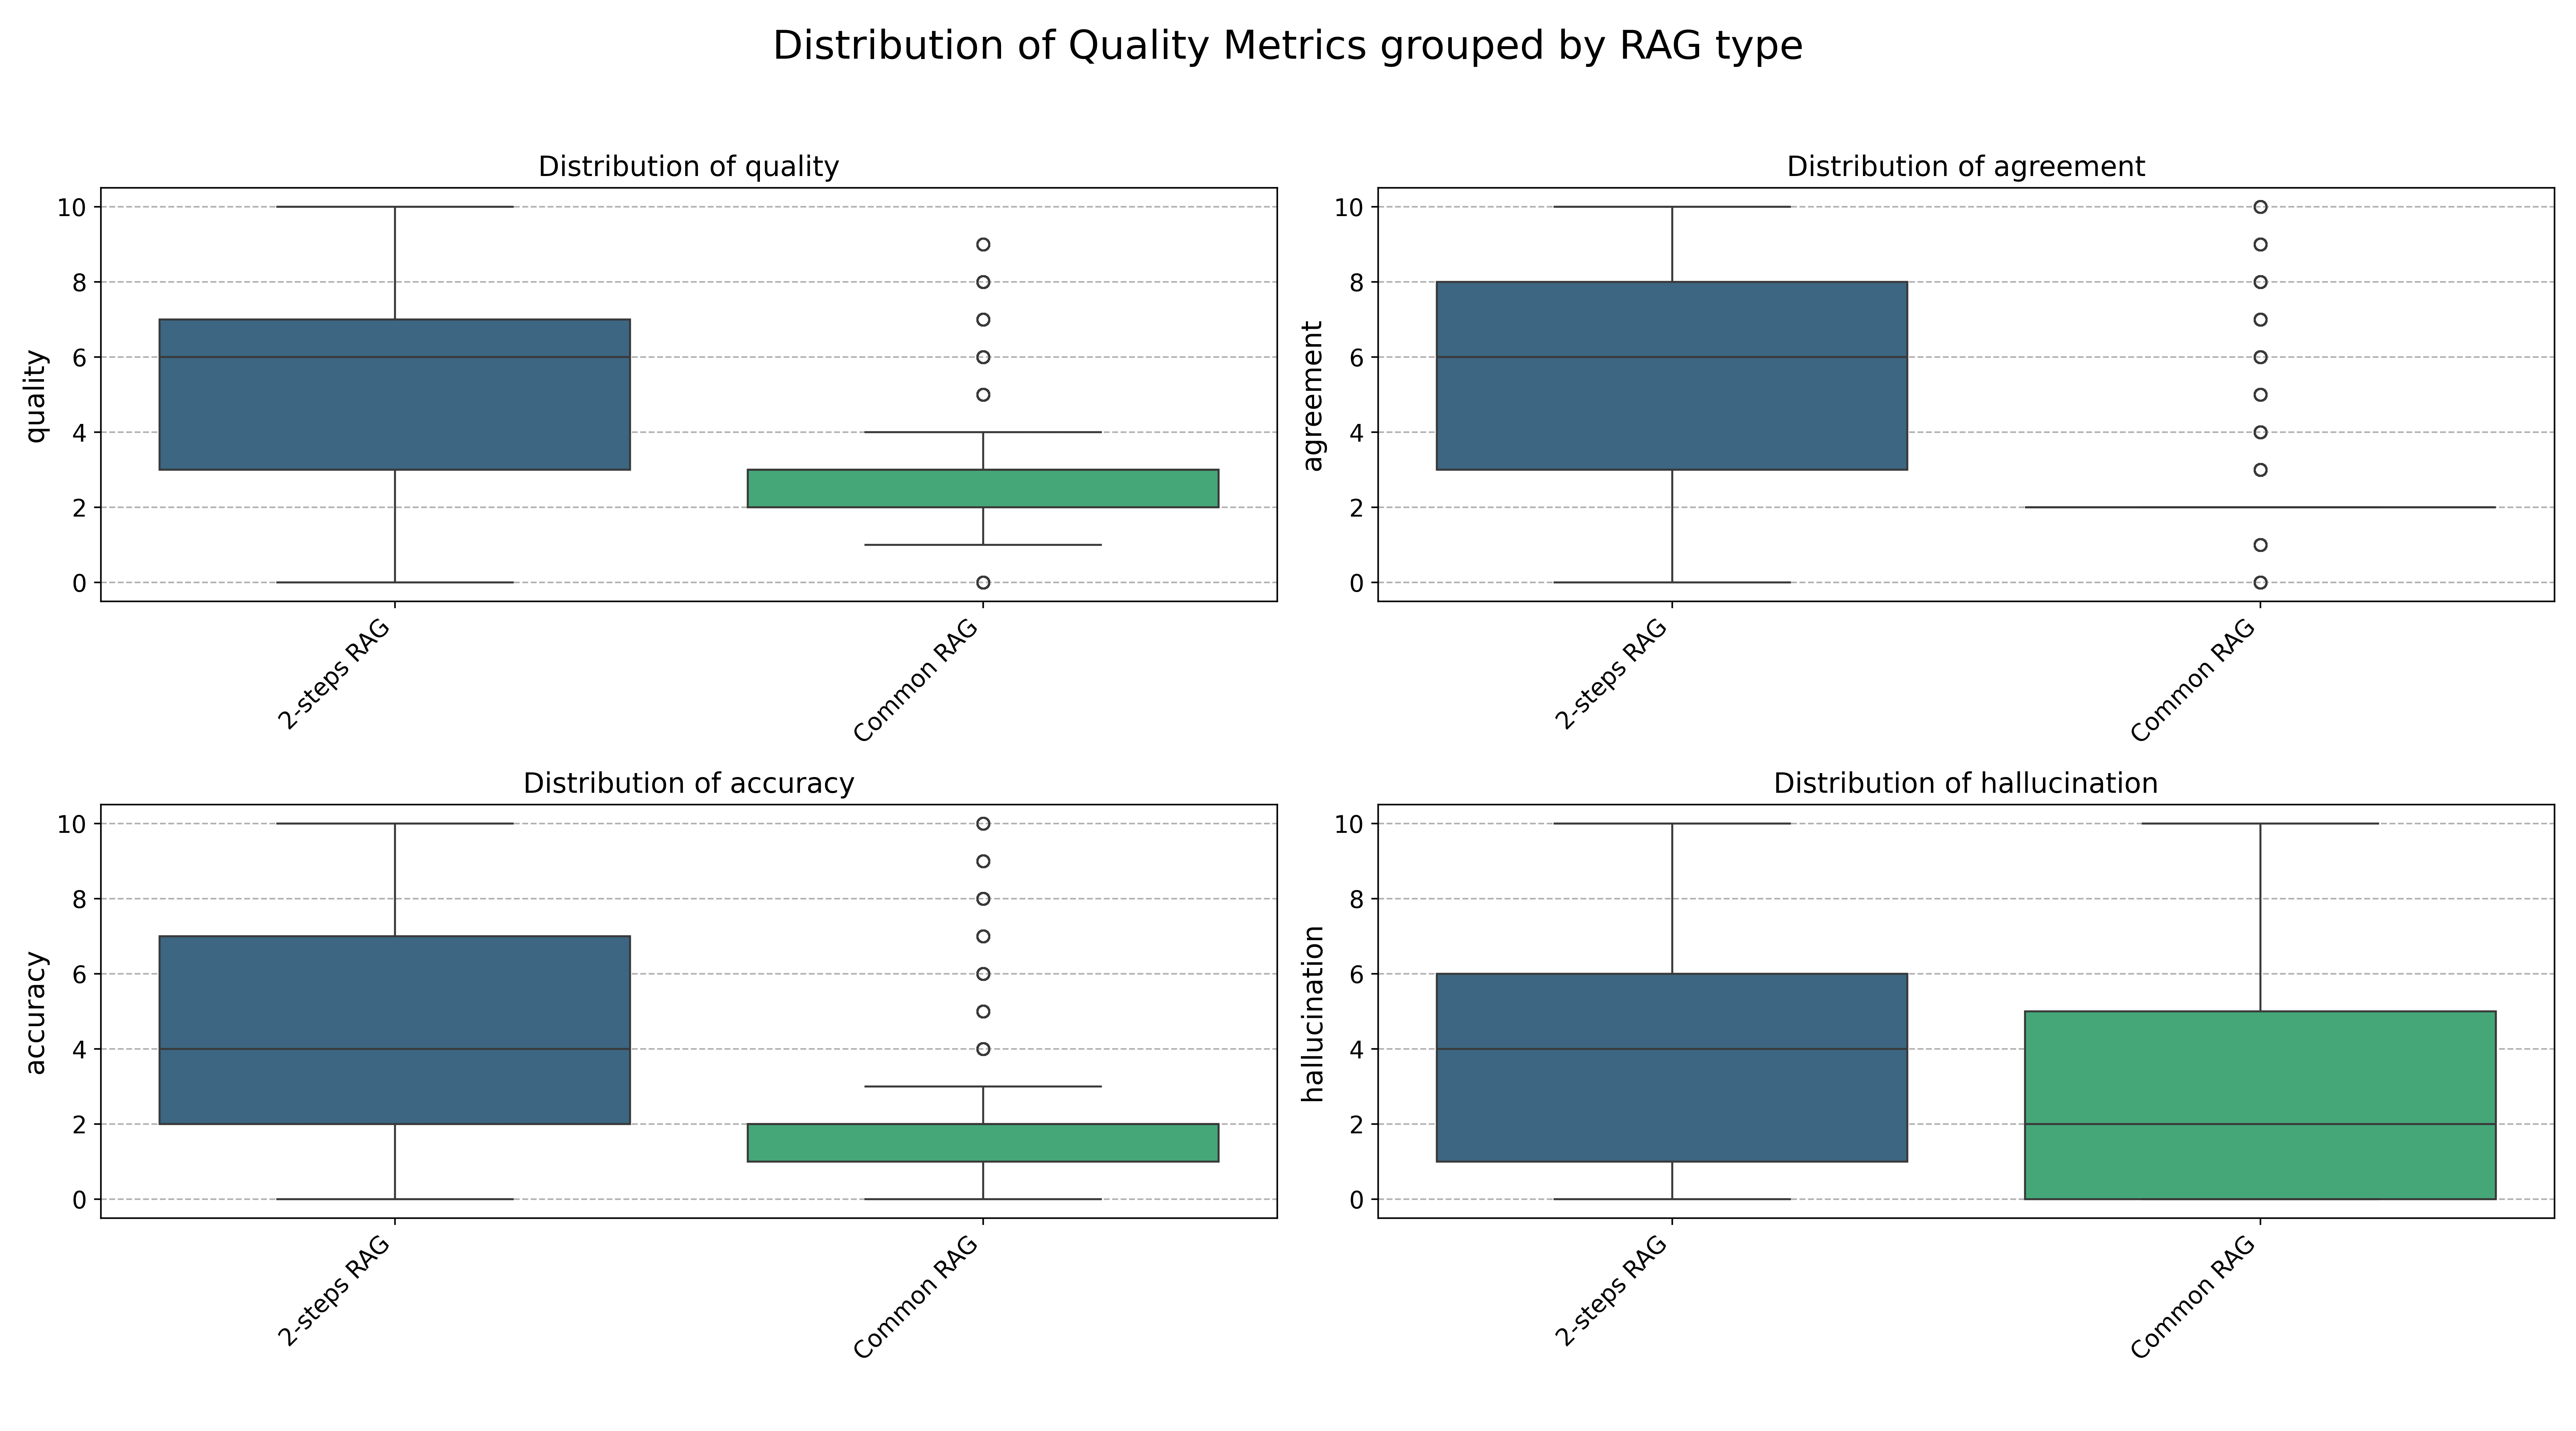 Distribution of Quality Metrics grouped by RAG type
Distribution of quality
quality
10
8
6
4
2
0
2-steps RAG
Common RAG
Distribution of agreement
agreement
10
8
6
4
2
0
2-steps RAG
Common RAG
Distribution of accuracy
accuracy
10
8
6
4
2
0
2-steps RAG
Common RAG
Distribution of hallucination
hallucination
10
8
6
4
2
0
2-steps RAG
Common RAG